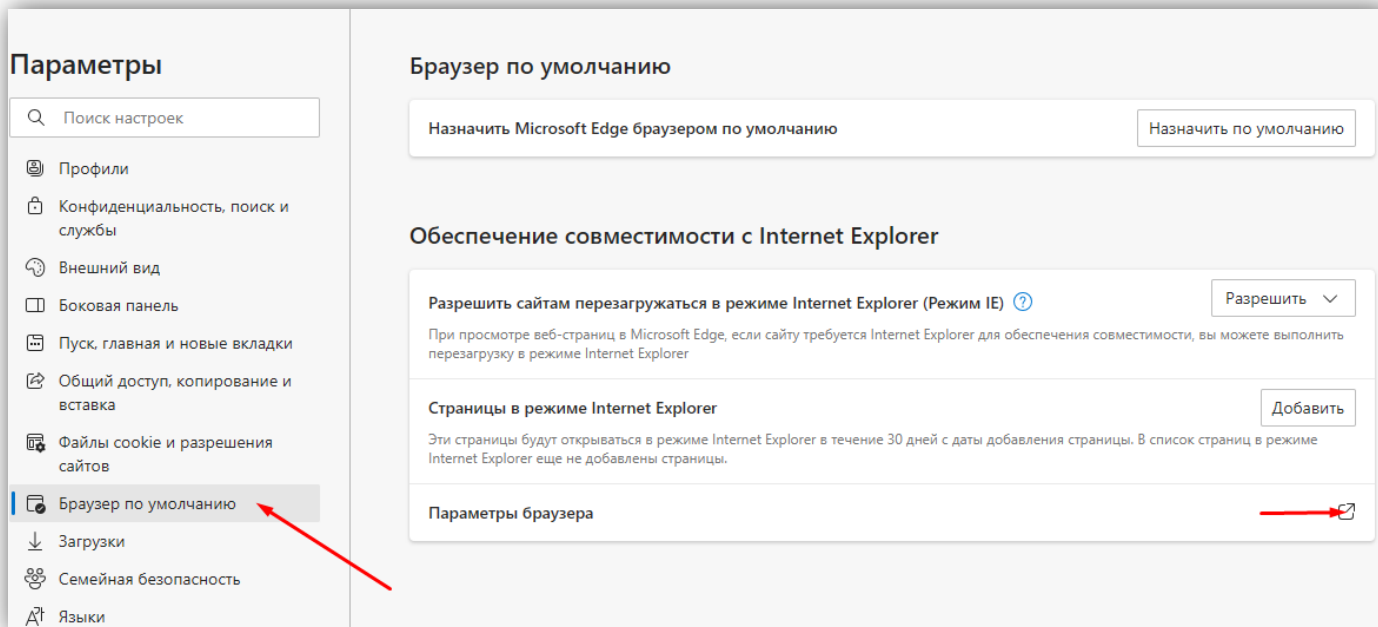 Параметры
Поиск настроек
Профили
Конфиденциальность, поиск и
службы
Внешний вид
Боковая панель
Пуск, главная и новые вкладки
Общий доступ, копирование и
вставка
Файлы cookie и разрешения
сайтов
Браузер по умолчанию
Загрузки
Семейная безопасность
Языки
Браузер по умолчанию
Назначить Microsoft Edge браузером по умолчанию
Назначить по умолчанию
Обеспечение совместимости с Internet Explorer
Разрешить сайтам перезагружаться в режиме Internet Explorer (Режим IE)
Разрешить
При просмотре веб-страниц в Microsoft Edge, если сайту требуется Internet Explorer для обеспечения совместимости, вы можете выполнить
перезагрузку в режиме Internet Explorer
Страницы в режиме Internet Explorer
Добавить
Эти страницы будут открываться в режиме Internet Explorer в течение 30 дней с даты добавления страницы. В список страниц в режиме
Internet Explorer еще не добавлены страницы.
Параметры браузера